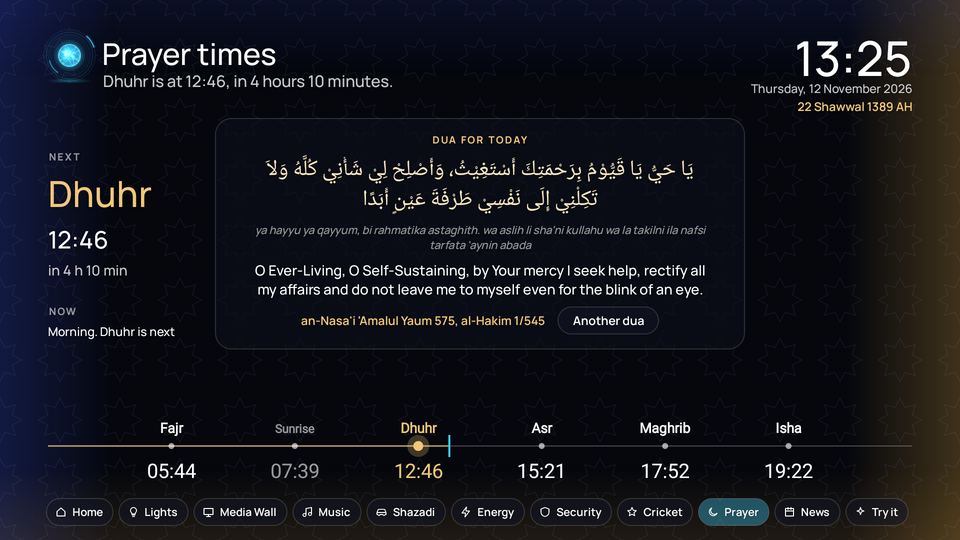 Prayer times
Dhuhr is at 12:46, in 4 hours 10 minutes.
13:25
Thursday, 12 November 2026
22 Shawwal 1389 AH
NEXT
Dhuhr
12:46
in 4 h 10 min
NOW
Morning. Dhuhr is next
DUA FOR TODAY
يَا حَيُّ يَا قَيُّوْمُ بِرَحْمَتِكَ أَسْتَغِيْثُ، وَأَصْلِحْ لِيْ شَأْنِيْ كُلَّهُ وَلاَ
تَكِلْنِيْ إِلَى نَفْسِيْ طَرْفَةَ عَيْنٍ أَبَدًا
ya hayyu ya qayyum, bi rahmatika astaghith. wa aslih li sha'ni kullahu wa la takilni ila nafsi
tarfata 'aynin abada
O Ever-Living, O Self-Sustaining, by Your mercy I seek help, rectify all
my affairs and do not leave me to myself even for the blink of an eye.
an-Nasa'i 'Amalul Yaum 575, al-Hakim 1/545
Another dua
Fajr Sunrise Dhuhr Asr Maghrib Isha
05:44 07:39 12:46 15:21 17:52 19:22
Home Lights Media Wall Music Shazadi Energy Security Cricket Prayer News Try it